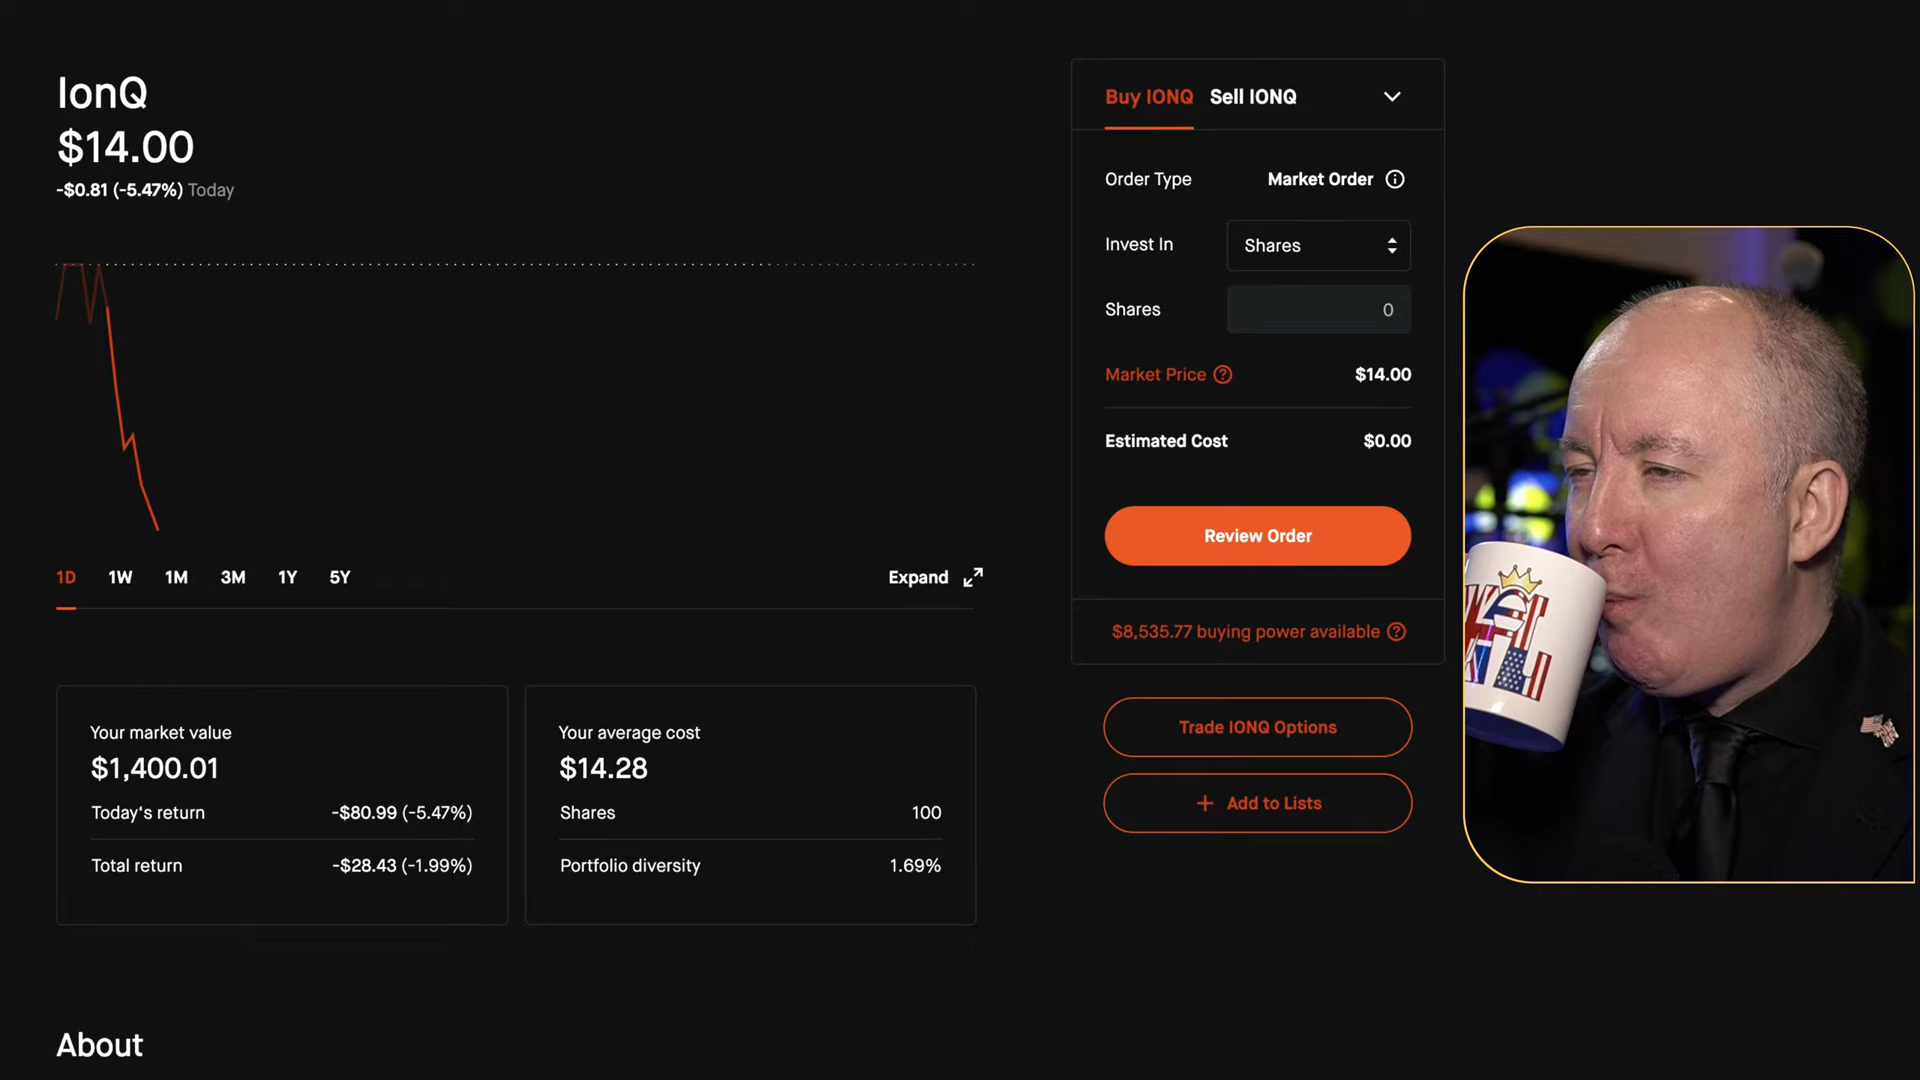 IonQ
$14.00
-$0.81 (-5.47%) Today
1D 1W 1M 3M 1Y 5Y
Expand
Your market value
$1,400.01
Today's return -$80.99 (-5.47%)
Total return -$28.43 (-1.99%)
Your average cost
$14.28
Shares 100
Portfolio diversity 1.69%
About
Buy IONQ Sell IONQ
Order Type Market Order
Invest In Shares
Shares 0
Market Price $14.00
Estimated Cost $0.00
Review Order
$8,535.77 buying power available
Trade IONQ Options
+ Add to Lists